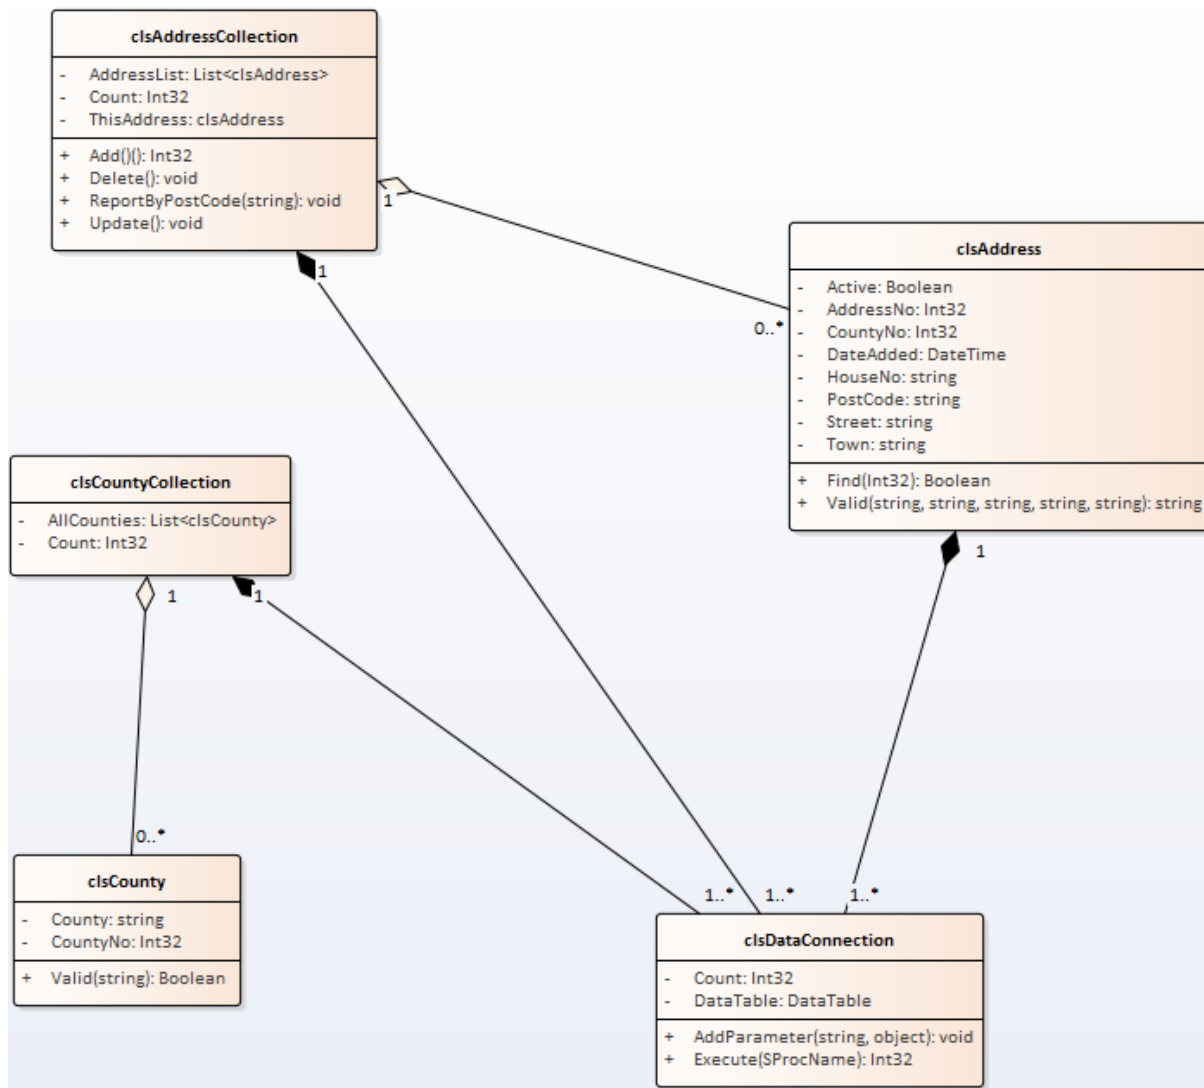 clsAddressCollection
- AddressList: List<clsAddress>
- Count: Int32
- ThisAddress: clsAddress
+ Add()(): Int32
+ Delete(): void
+ ReportByPostCode(string): void
+ Update(): void
1
1
0..*
clsAddress
- Active: Boolean
- AddressNo: Int32
- CountyNo: Int32
- DateAdded: DateTime
- HouseNo: string
- PostCode: string
- Street: string
- Town: string
+ Find(Int32): Boolean
+ Valid(string, string, string, string, string): string
1
clsCountyCollection
- AllCounties: List<clsCounty>
- Count: Int32
1
1
0..*
clsCounty
- County: string
- CountyNo: Int32
+ Valid(string): Boolean
1..*
1..*
1..*
clsDataConnection
- Count: Int32
- DataTable: DataTable
+ AddParameter(string, object): void
+ Execute(SProcName): Int32